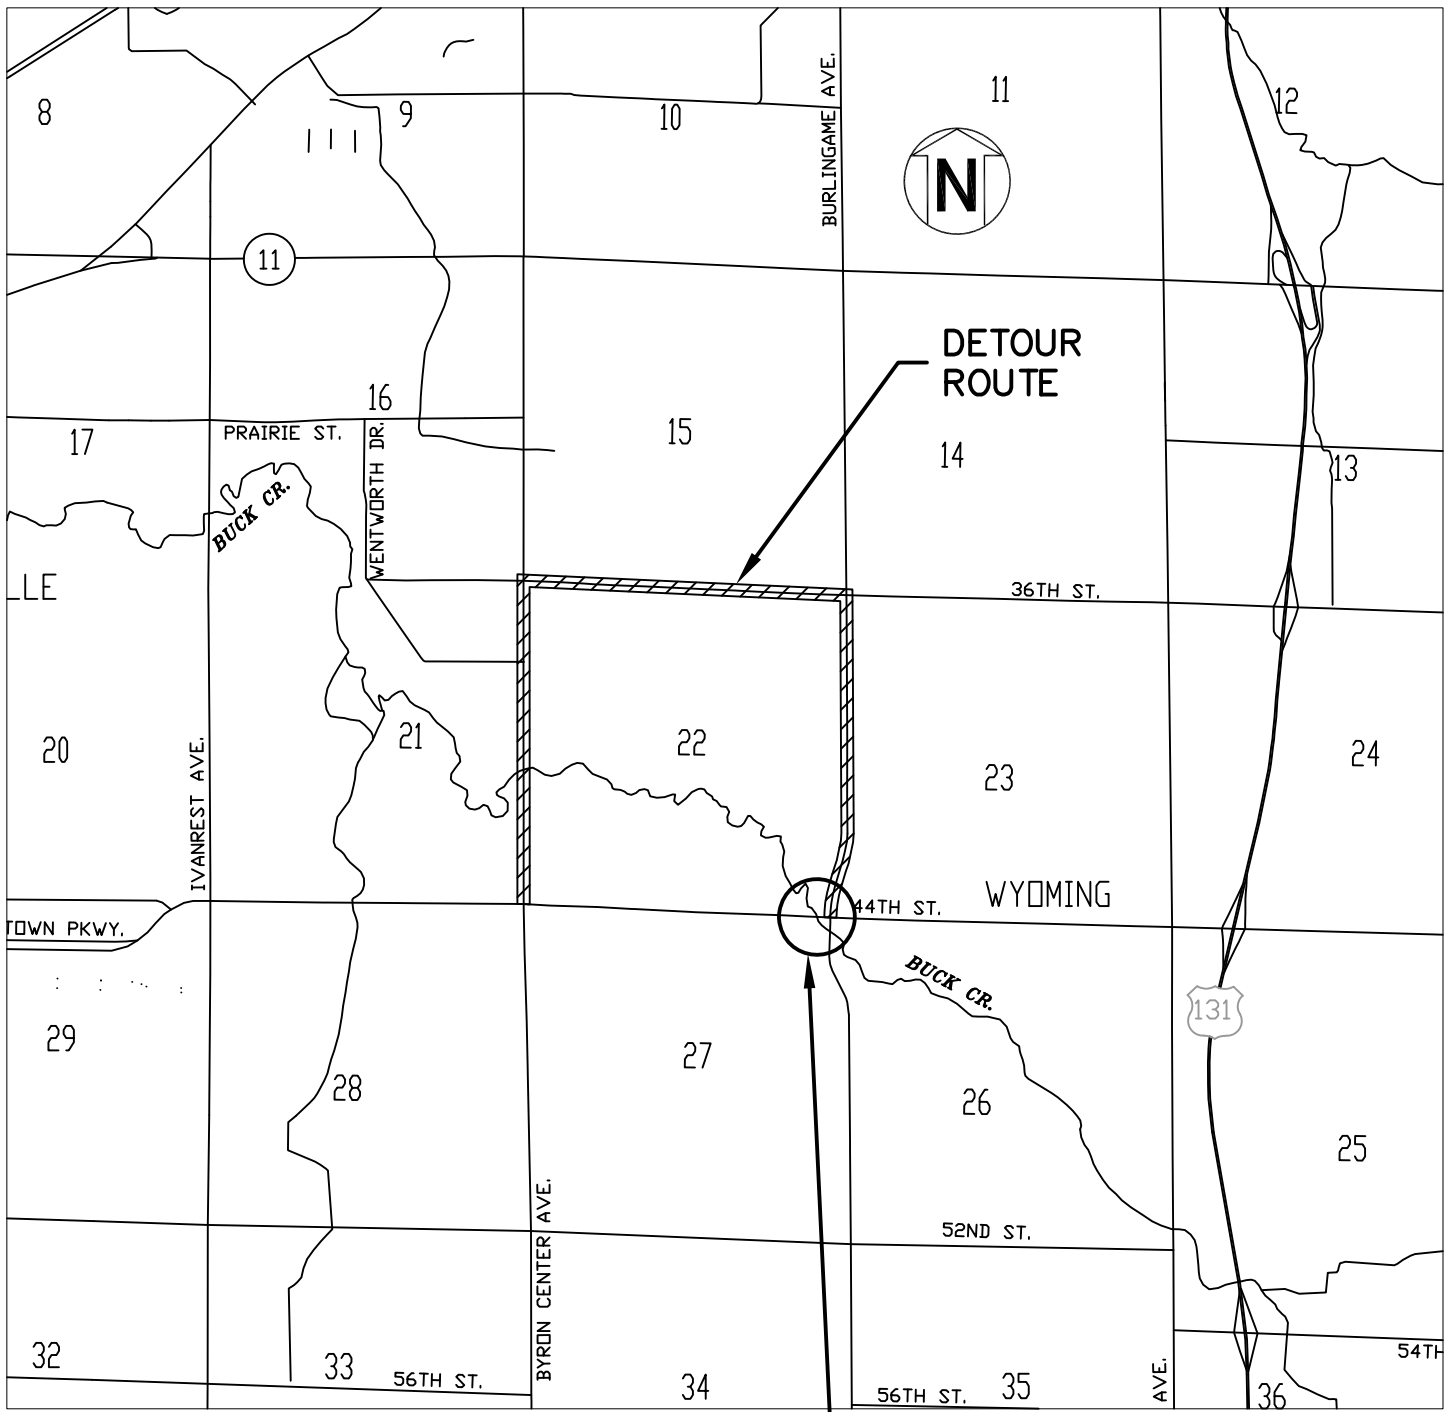 8
9
10
BURLINGAME AVE.
11
12
N
11
DETOUR
ROUTE
16
PRAIRIE ST.
17
WENTWORTH DR.
15
14
13
BUCK CR.
LLE
36TH ST.
20
IVANREST AVE.
21
22
23
24
WYOMING
44TH ST.
TOWN PKWY.
BUCK CR.
131
29
28
27
26
25
BYRON CENTER AVE.
52ND ST.
32
33
56TH ST.
34
56TH ST.
35
AVE.
36
54TH